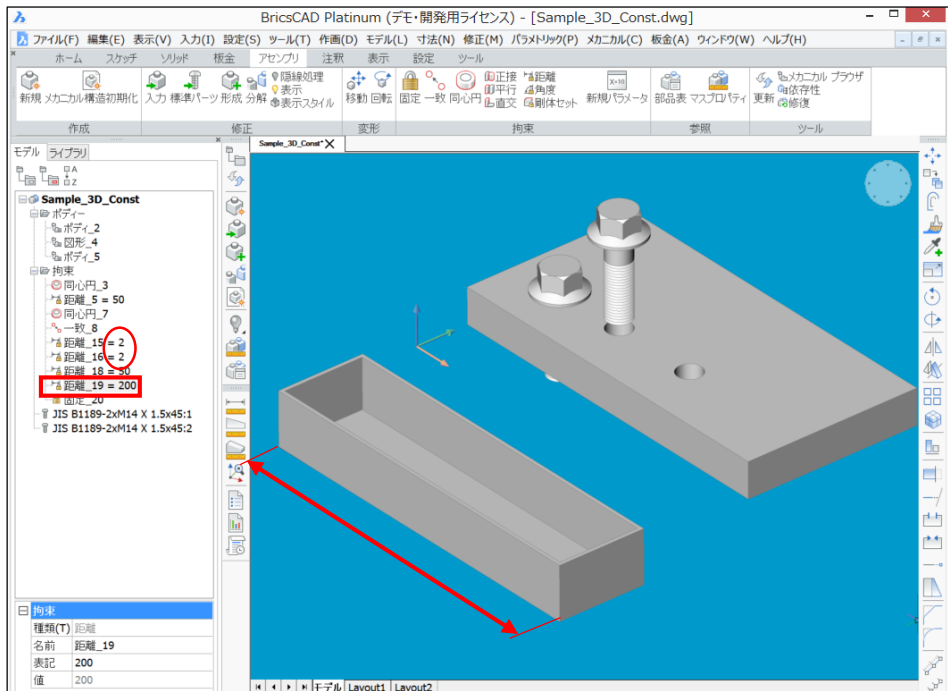 BricsCAD Platinum (デモ・開発用ライセンス) - [Sample_3D_Const.dwg]
ファイル(F) 編集(E) 表示(V) 入力(I) 設定(S) ツール(T) 作画(D) モデル(L) 寸法(N) 修正(M) パラメトリック(P) メカニカル(C) 板金(A) ウィンドウ(W) ヘルプ(H)
ホーム スケッチ ソリッド 板金 アセンブリ 注釈 表示 設定 ツール
隠線処理 正接 距離 X=10 メカニカル ブラウザ
表示 平行 角度 依存性
新規 メカニカル構造初期化 入力 標準パーツ 形成 分解 表示スタイル 移動 回転 固定 一致 同心円 直交 剛体セット 新規パラメータ 部品表 マスプロパティ 更新 修復
作成 修正 変形 拘束 参照 ツール
モデル ライブラリ
Sample_3D_Const*
A
Z
Sample_3D_Const
ボディー
ボディ_2
図形_4
ボディ_5
拘束
同心円_3
距離_5 = 50
同心円_7
一致_8
距離_15 = 2
距離_16 = 2
距離_18 = 50
距離_19 = 200
固定_20
JIS B1189-2xM14 X 1.5x45:1
JIS B1189-2xM14 X 1.5x45:2
拘束
種類(T) 距離
名前 距離_19
表記 200
値 200
モデル Layout1 Layout2